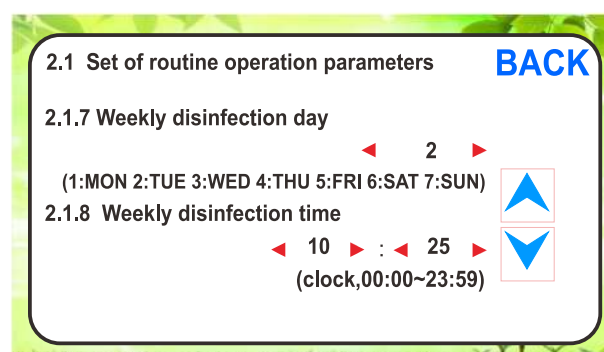 2.1 Set of routine operation parameters BACK
2.1.7 Weekly disinfection day
2
(1:MON 2:TUE 3:WED 4:THU 5:FRI 6:SAT 7:SUN)
2.1.8 Weekly disinfection time
10 : 25
(clock,00:00~23:59)